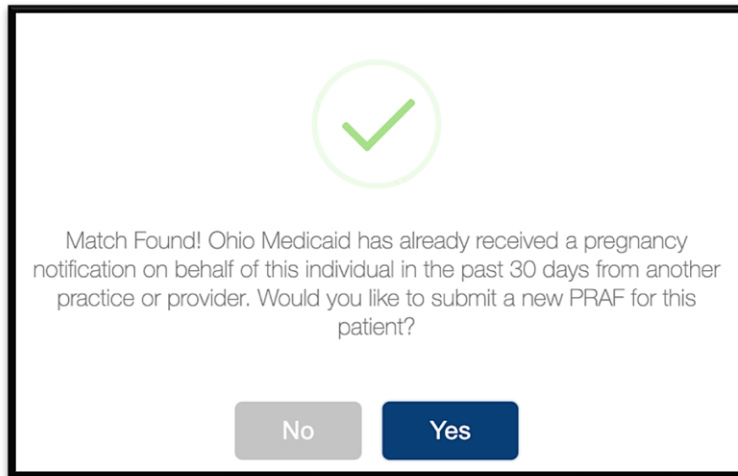 Match Found! Ohio Medicaid has already received a pregnancy
notification on behalf of this individual in the past 30 days from another
practice or provider. Would you like to submit a new PRAF for this
patient?
No
Yes